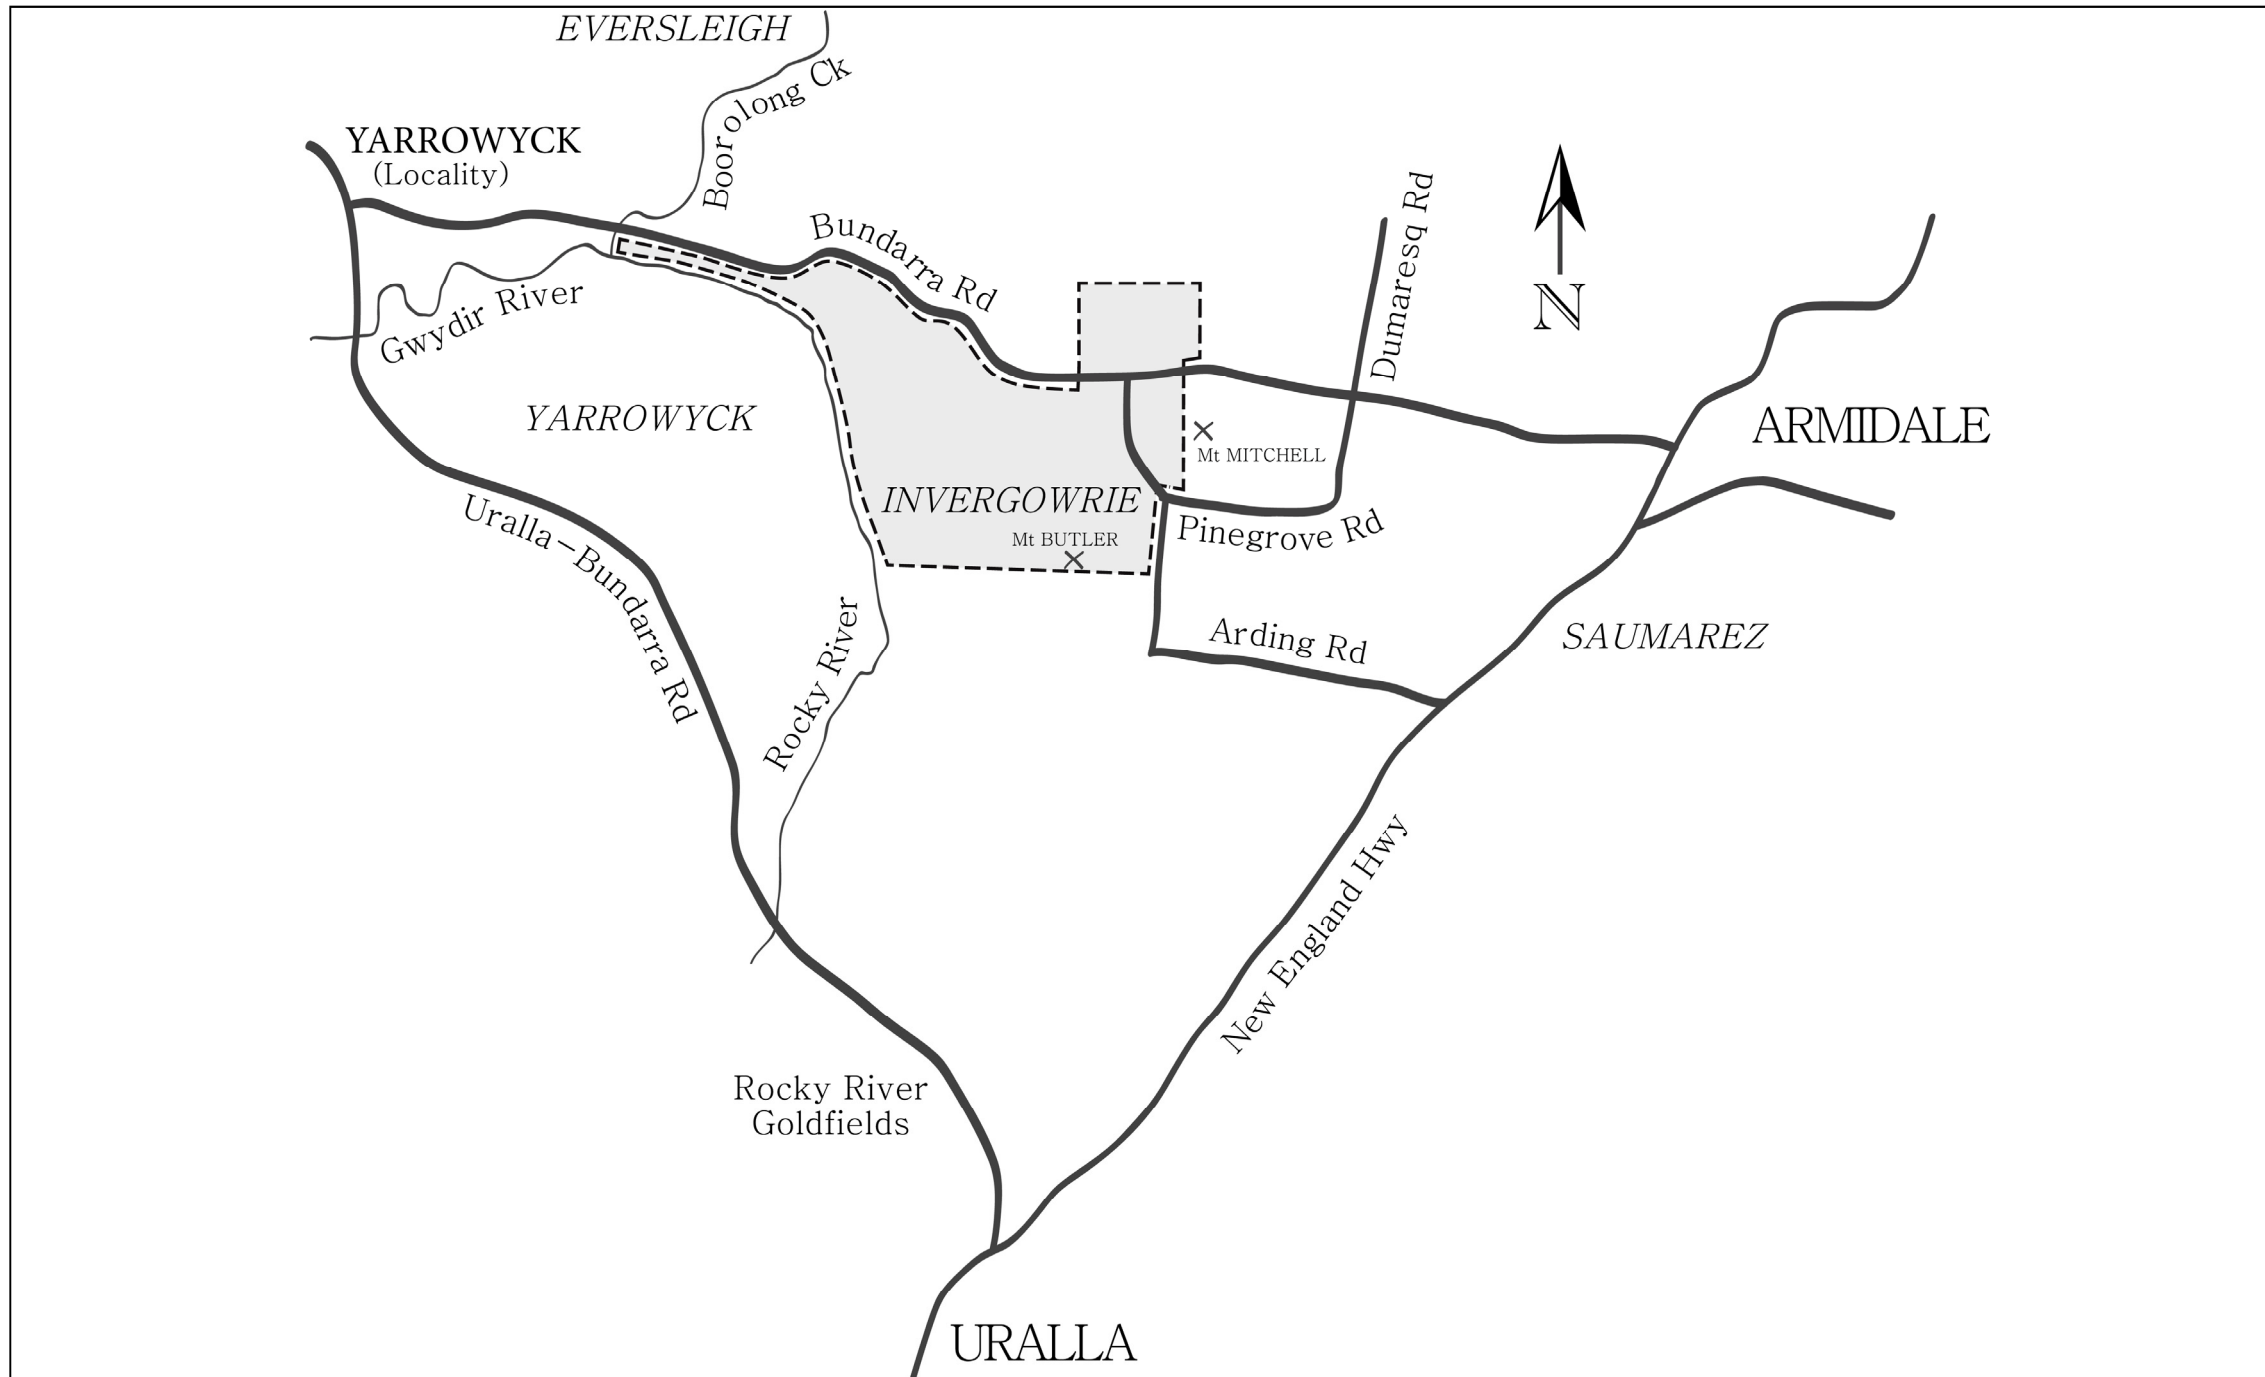 EVERSLEIGH
Boorolong Ck
YARROWYCK
(Locality)
Bundarra Rd
Dumaresq Rd
N
Gwydir River
YARROWYCK
ARMIDALE
Mt MITCHELL
INVERGOWRIE
Uralla-Bundarra Rd
Pinegrove Rd
Mt BUTLER
Rocky River
Arding Rd
SAUMAREZ
New England Hwy
Rocky River
Goldfields
URALLA